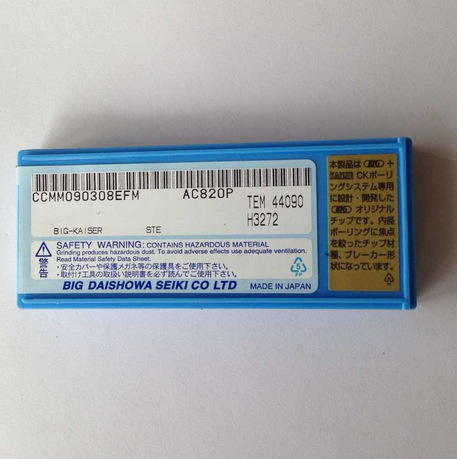 CCMM090308EFM AC820P
TEM 44090
H3272
BIG-KAISER STE
SAFETY WARNING: CONTAINS HAZARDOUS MATERIAL
Grinding produces hazardous dust. To avoid adverse effects use adequate ventilation.
Read Material Safety Data Sheet.
警告
・安全カバーや保護メガネ等の保護具をご使用下さい。
・取付け工具の取扱い説明書を必ず読んでご使用下さい。
BIG DAISHOWA SEIKI CO LTD
MADE IN JAPAN
5
PP
本製品は BIG+
KAISER CKボーリ
ングシステム専用
に設計・開発した
BIG オリジナル
チップです。内径
ボーリングに焦点
を絞ったチップ材
種、ブレーカー形
状になっています。